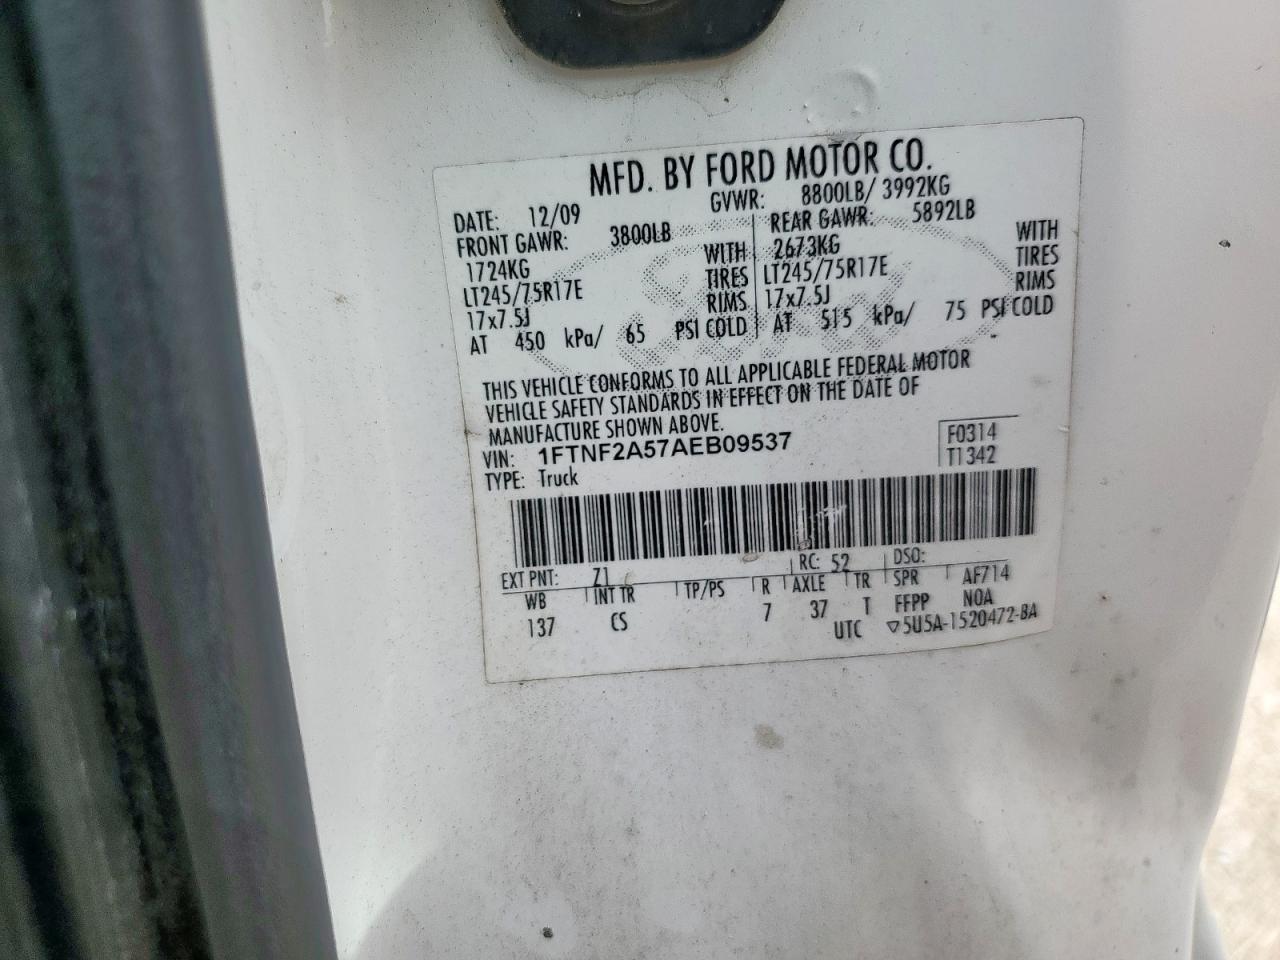 MFD. BY FORD MOTOR CO.
DATE: 12/09 GVWR: 8800LB/ 3992KG
FRONT GAWR: 3800LB REAR GAWR: 5892LB
1724KG WITH 2673KG WITH
LT245/75R17E TIRES LT245/75R17E TIRES
17x7.5J RIMS 17x7.5J RIMS
AT 450 kPa/ 65 PSI COLD AT 515 kPa/ 75 PSI COLD
THIS VEHICLE CONFORMS TO ALL APPLICABLE FEDERAL MOTOR
VEHICLE SAFETY STANDARDS IN EFFECT ON THE DATE OF
MANUFACTURE SHOWN ABOVE.
VIN: 1FTNF2A57AEB09537 F0314
TYPE: Truck T1342
EXT PNT: Z1 RC: 52 DSO:
WB INT TR TP/PS R AXLE TR SPR AF714
137 CS 7 37 T FFPP NOA
UTC ▽5U5A-1520472-BA